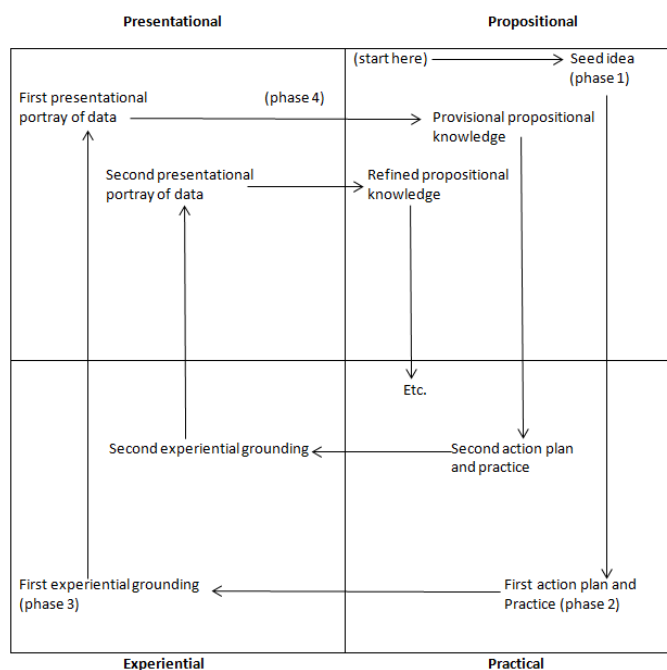 Presentational
Propositional
(start here)
Seed idea
(phase 1)
First presentational
portray of data
(phase 4)
Provisional propositional
knowledge
Second presentational
portray of data
Refined propositional
knowledge
Etc.
Second experiential grounding
Second action plan
and practice
First experiential grounding
(phase 3)
First action plan and
Practice (phase 2)
Experiential
Practical